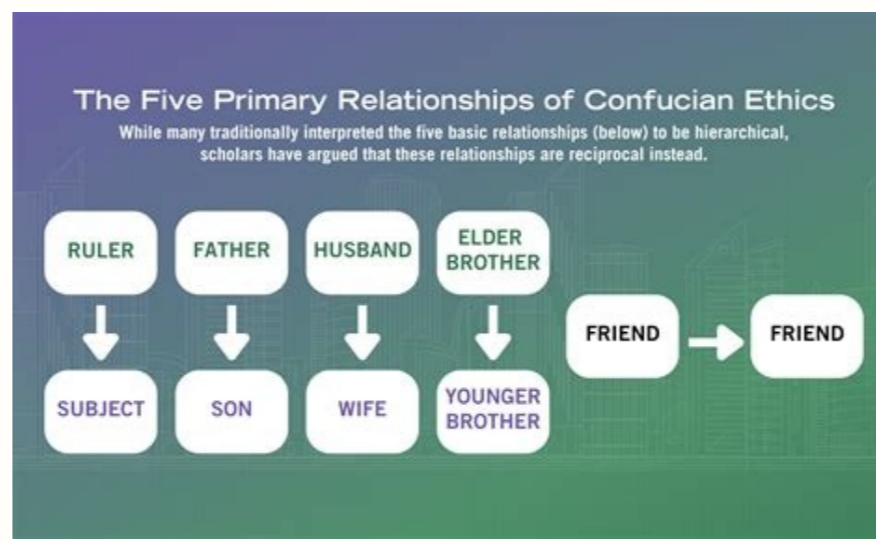 The Five Primary Relationships of Confucian Ethics
While many traditionally interpreted the five basic relationships (below) to be hierarchical,
scholars have argued that these relationships are reciprocal instead.
RULER
FATHER
HUSBAND
ELDER
BROTHER
FRIEND
FRIEND
SUBJECT
SON
WIFE
YOUNGER
BROTHER